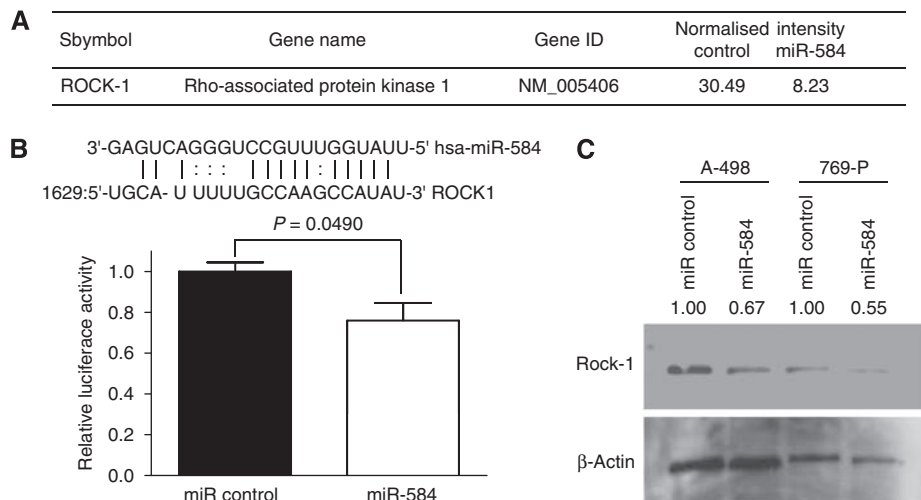 A
Sbymbol Gene name Gene ID Normalised intensity
control miR-584
ROCK-1 Rho-associated protein kinase 1 NM_005406 30.49 8.23
B
3'-GAGUCAGGGUCCGUUUGGUAUU-5' hsa-miR-584
1629:5'-UGCA- U UUUUGCCAAGCCAUAU-3' ROCK1
P = 0.0490
Relative luciferace activity
1.0
0.8
0.6
0.4
0.2
0.0
miR control miR-584
C
A-498 769-P
miR control miR-584 miR control miR-584
1.00 0.67 1.00 0.55
Rock-1
β-Actin